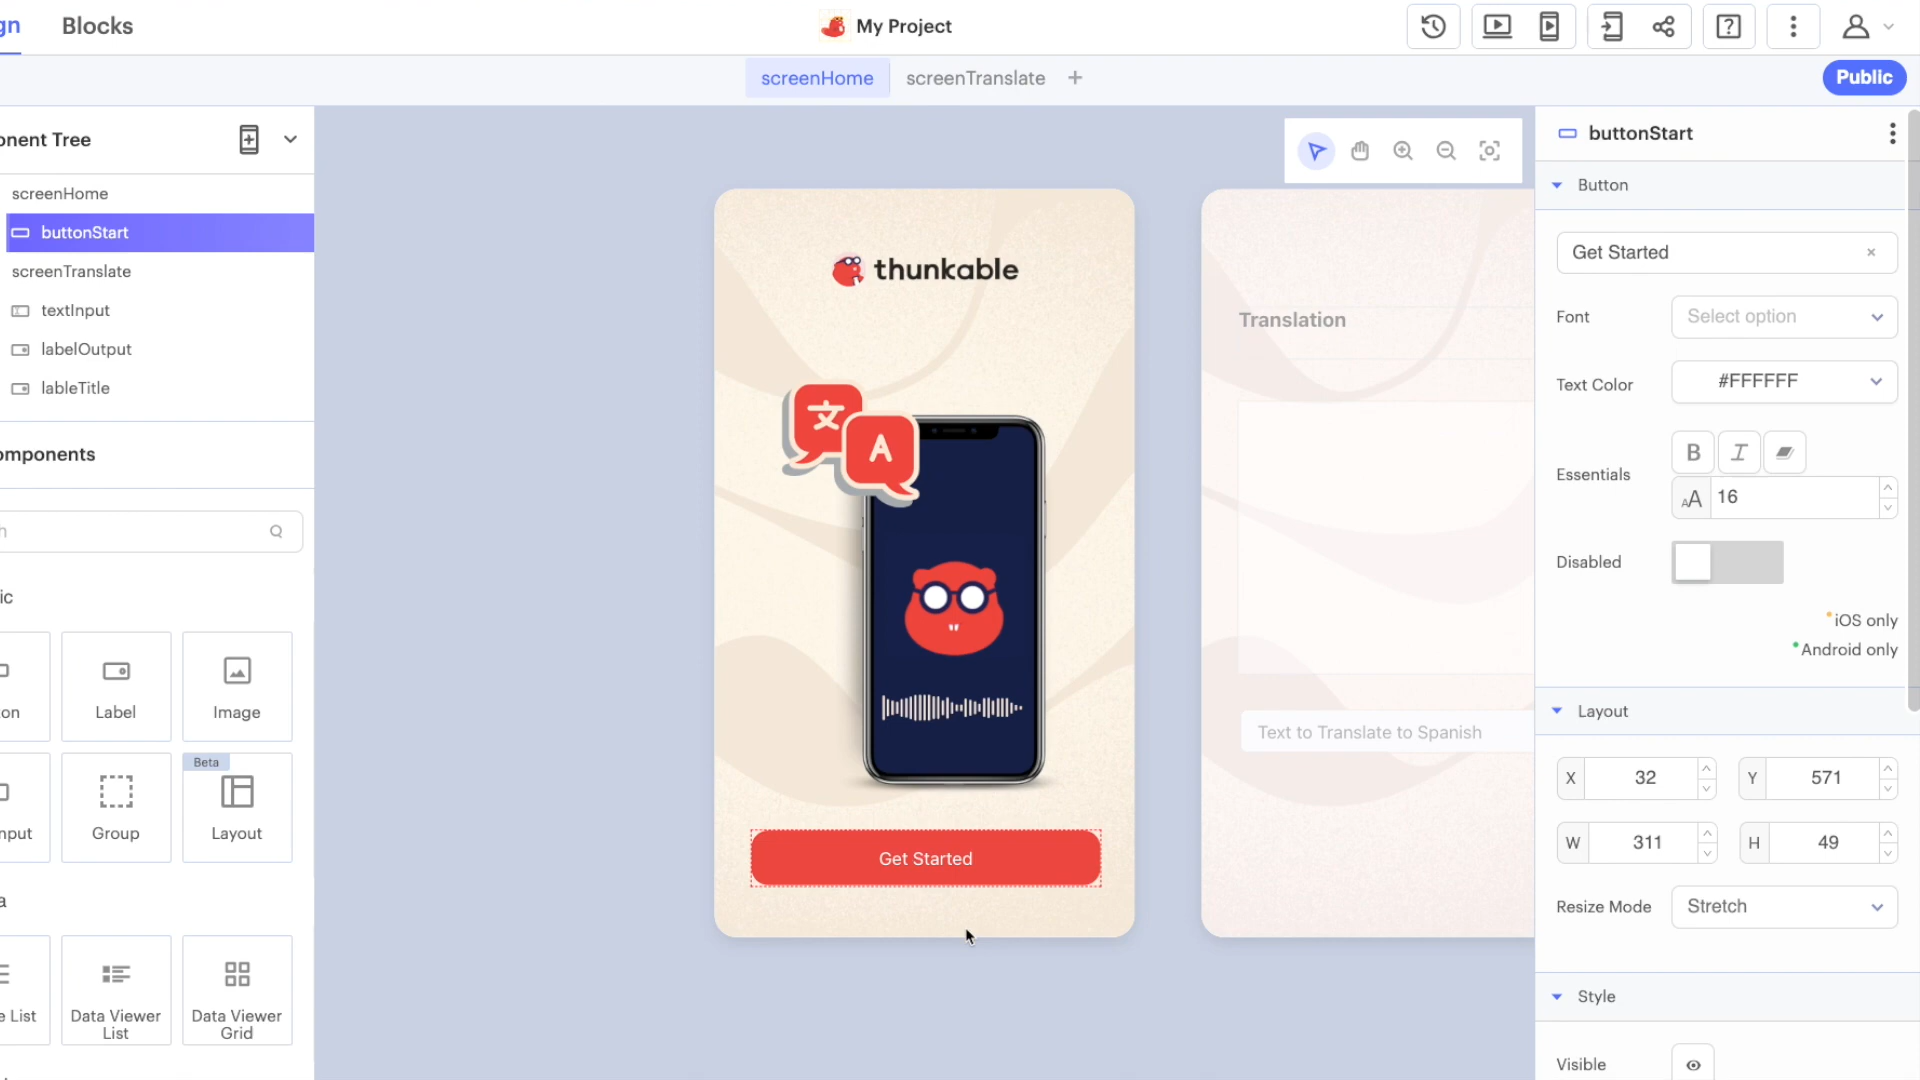 gn
Blocks
My Project
screenHome
screenTranslate
+
Public
onent Tree
screenHome
buttonStart
screenTranslate
textInput
labelOutput
lableTitle
omponents
h
ic
on
Label
Image
nput
Group
Beta
Layout
a
e List
Data Viewer
List
Data Viewer
Grid
thunkable
文
A
Get Started
Translation
Text to Translate to Spanish
buttonStart
Button
Get Started
Font
Select option
Text Color
#FFFFFF
Essentials
B I
AA 16
Disabled
*iOS only
*Android only
Layout
X 32
Y 571
W 311
H 49
Resize Mode
Stretch
Style
Visible